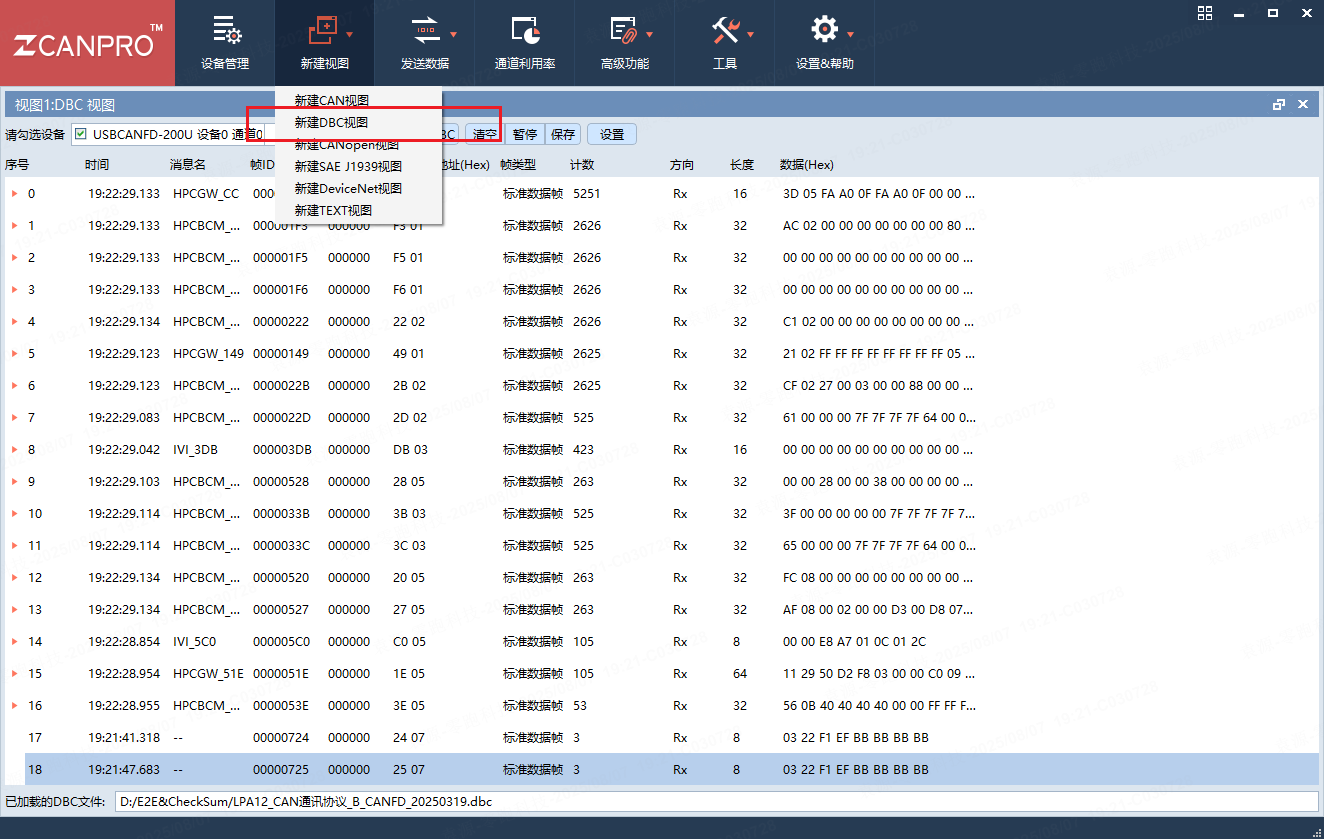 ZCANPRO™
设备管理 新建视图 发送数据 通道利用率 高级功能 工具 设置&帮助
视图1:DBC 视图
新建CAN视图
新建DBC视图
新建CANopen视图
新建SAE J1939视图
新建DeviceNet视图
新建TEXT视图
请勾选设备 USBCANFD-200U 设备0 通道0 BC 清空 暂停 保存 设置
序号 时间 消息名 帧ID 地址(Hex) 帧类型 计数 方向 长度 数据(Hex)
0 19:22:29.133 HPCGW_CC 000 标准数据帧 5251 Rx 16 3D 05 FA A0 0F FA A0 0F 00 00 ...
1 19:22:29.133 HPCBCM_... 000001F3 000000 F3 01 标准数据帧 2626 Rx 32 AC 02 00 00 00 00 00 00 00 80 ...
2 19:22:29.133 HPCBCM_... 000001F5 000000 F5 01 标准数据帧 2626 Rx 32 00 00 00 00 00 00 00 00 00 00 ...
3 19:22:29.133 HPCBCM_... 000001F6 000000 F6 01 标准数据帧 2626 Rx 32 00 00 00 00 00 00 00 00 00 00 ...
4 19:22:29.134 HPCBCM_... 00000222 000000 22 02 标准数据帧 2626 Rx 32 C1 02 00 00 00 00 00 00 00 00 ...
5 19:22:29.123 HPCGW_149 00000149 000000 49 01 标准数据帧 2625 Rx 32 21 02 FF FF FF FF FF FF FF 05 ...
6 19:22:29.123 HPCBCM_... 0000022B 000000 2B 02 标准数据帧 2625 Rx 32 CF 02 27 00 03 00 00 88 00 00 ...
7 19:22:29.083 HPCBCM_... 0000022D 000000 2D 02 标准数据帧 525 Rx 32 61 00 00 00 7F 7F 7F 7F 64 00 0...
8 19:22:29.042 IVI_3DB 000003DB 000000 DB 03 标准数据帧 423 Rx 16 00 00 00 00 00 00 00 00 00 00 ...
9 19:22:29.103 HPCBCM_... 00000528 000000 28 05 标准数据帧 263 Rx 32 00 00 28 00 00 38 00 00 00 00 ...
10 19:22:29.114 HPCBCM_... 0000033B 000000 3B 03 标准数据帧 525 Rx 32 3F 00 00 00 00 00 7F 7F 7F 7F 7...
11 19:22:29.114 HPCBCM_... 0000033C 000000 3C 03 标准数据帧 525 Rx 32 65 00 00 00 7F 7F 7F 7F 64 00 0...
12 19:22:29.134 HPCBCM_... 00000520 000000 20 05 标准数据帧 263 Rx 32 FC 08 00 00 00 00 00 00 00 00 ...
13 19:22:29.134 HPCBCM_... 00000527 000000 27 05 标准数据帧 263 Rx 32 AF 08 00 02 00 00 D3 00 D8 07...
14 19:22:28.854 IVI_5C0 000005C0 000000 C0 05 标准数据帧 105 Rx 8 00 00 E8 A7 01 0C 01 2C
15 19:22:28.954 HPCGW_51E 0000051E 000000 1E 05 标准数据帧 105 Rx 64 11 29 50 D2 F8 03 00 00 C0 09 ...
16 19:22:28.955 HPCBCM_... 0000053E 000000 3E 05 标准数据帧 53 Rx 32 56 0B 40 40 40 40 00 00 FF FF F...
17 19:21:41.318 -- 00000724 000000 24 07 标准数据帧 3 Rx 8 03 22 F1 EF BB BB BB BB
18 19:21:47.683 -- 00000725 000000 25 07 标准数据帧 3 Rx 8 03 22 F1 EF BB BB BB BB
已加载的DBC文件: D:/E2E&CheckSum/LPA12_CAN通讯协议_B_CANFD_20250319.dbc